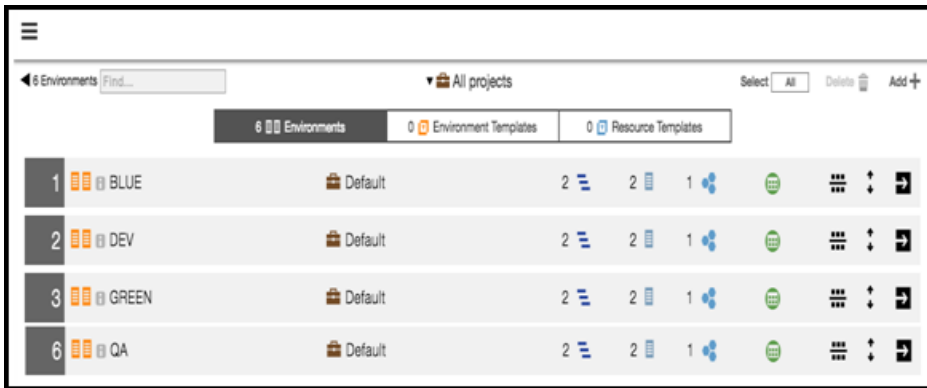 6 Environments Find... All projects Select All Delete Add
6 Environments 0 Environment Templates 0 Resource Templates
1 BLUE Default 2 2 1
2 DEV Default 2 2 1
3 GREEN Default 2 2 1
6 QA Default 2 2 1